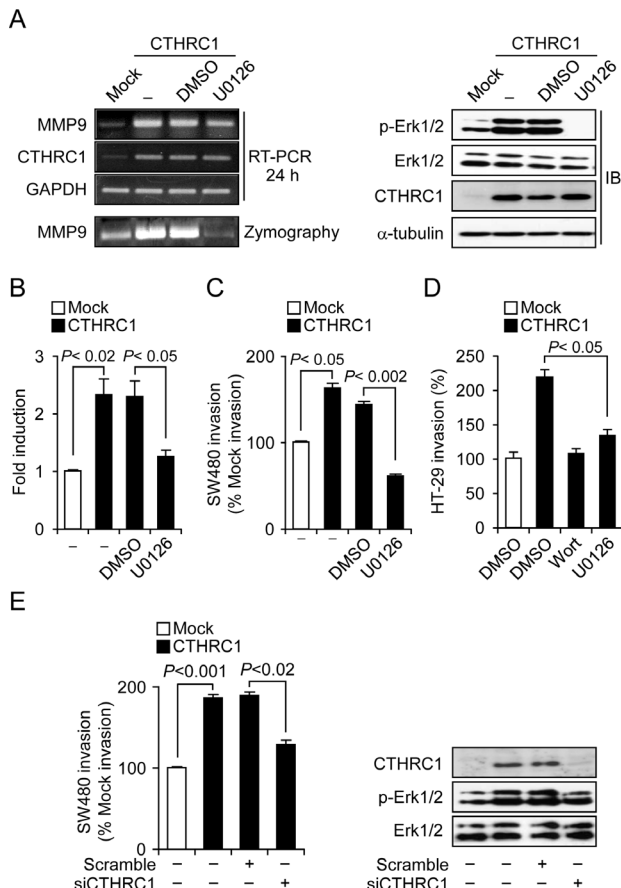 A
CTHRC1
Mock
–
DMSO
U0126
MMP9
CTHRC1
GAPDH
RT-PCR
24 h
MMP9
Zymography
CTHRC1
Mock
–
DMSO
U0126
p-Erk1/2
Erk1/2
CTHRC1
α-tubulin
IB
B
Mock
CTHRC1
P< 0.02
P< 0.05
Fold induction
3
2
1
0
–
–
DMSO
U0126
C
Mock
CTHRC1
P< 0.05
P< 0.002
SW480 invasion
(% Mock invasion)
200
100
0
–
–
DMSO
U0126
D
Mock
CTHRC1
P< 0.05
HT-29 invasion (%)
250
200
150
100
50
0
DMSO
DMSO
Wort
U0126
E
Mock
CTHRC1
P<0.001
P<0.02
SW480 invasion
(% Mock invasion)
200
100
0
Scramble – – + –
siCTHRC1 – – – +
CTHRC1
p-Erk1/2
Erk1/2
Scramble – – + –
siCTHRC1 – – – +